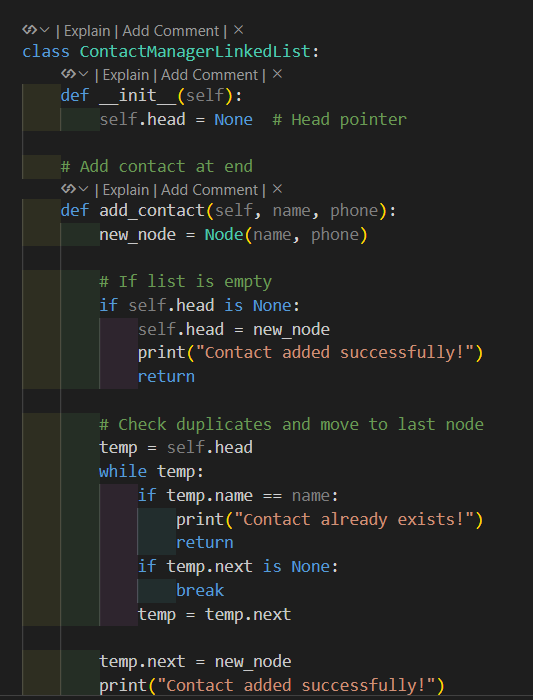 | Explain | Add Comment | ×
class ContactManagerLinkedList:
| Explain | Add Comment | ×
def __init__(self):
self.head = None  # Head pointer
# Add contact at end
| Explain | Add Comment | ×
def add_contact(self, name, phone):
new_node = Node(name, phone)
# If list is empty
if self.head is None:
self.head = new_node
print("Contact added successfully!")
return
# Check duplicates and move to last node
temp = self.head
while temp:
if temp.name == name:
print("Contact already exists!")
return
if temp.next is None:
break
temp = temp.next
temp.next = new_node
print("Contact added successfully!")